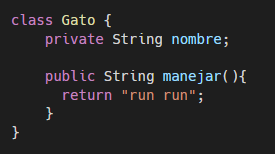 class Gato {
    private String nombre;

    public String manejar(){
      return "run run";
    }
}